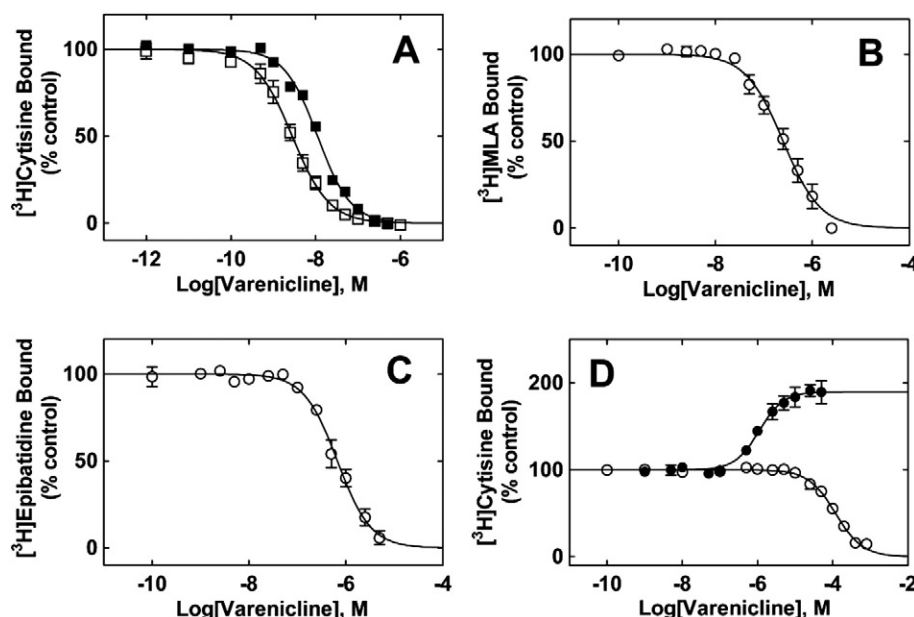 A
[³H]Cytisine Bound
(% control)
100
50
0
-12 -10 -8 -6
Log[Varenicline], M
B
[³H]MLA Bound
(% control)
100
50
0
-10 -8 -6 -4
Log[Varenicline], M
C
[³H]Epibatidine Bound
(% control)
100
50
0
-10 -8 -6 -4
Log[Varenicline], M
D
[³H]Cytisine Bound
(% control)
200
100
0
-10 -8 -6 -4 -2
Log[Varenicline], M